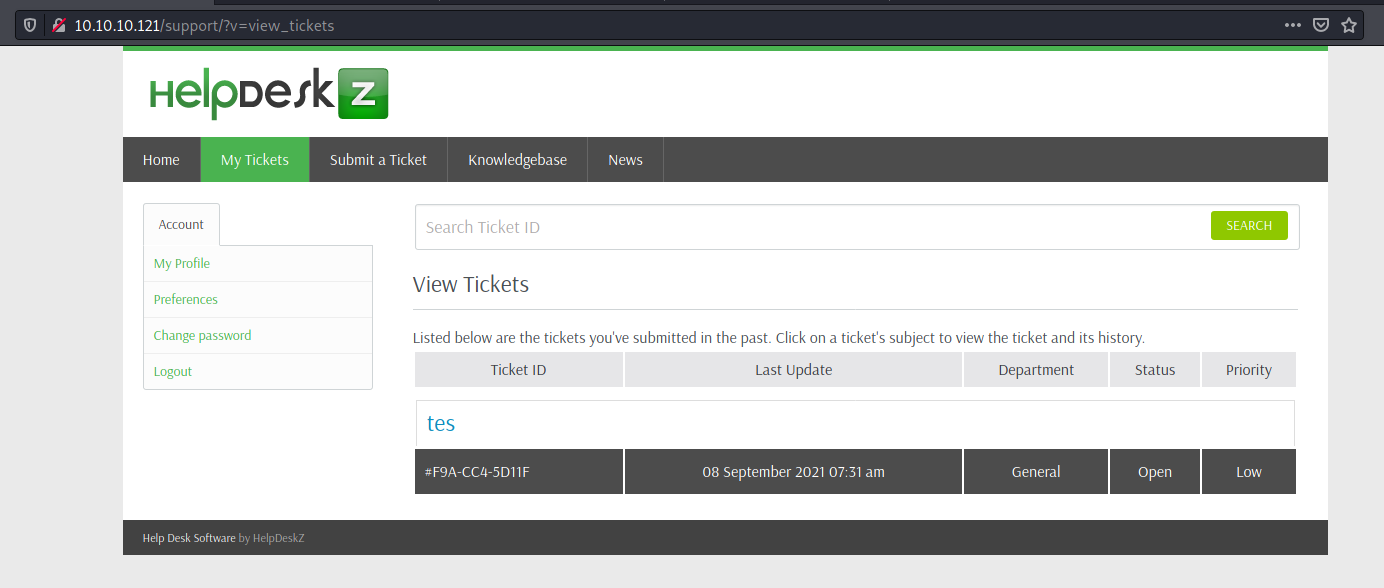 10.10.10.121/support/?v=view_tickets
HelpDesk Z
Home My Tickets Submit a Ticket Knowledgebase News
Account
My Profile
Preferences
Change password
Logout
Search Ticket ID SEARCH
View Tickets
Listed below are the tickets you've submitted in the past. Click on a ticket's subject to view the ticket and its history.
Ticket ID Last Update Department Status Priority
tes
#F9A-CC4-5D11F 08 September 2021 07:31 am General Open Low
Help Desk Software by HelpDeskZ